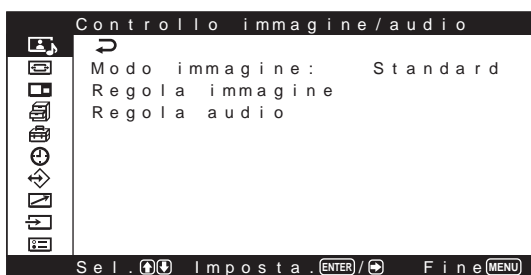 Controllo immagine/audio
Modo immagine: Standard
Regola immagine
Regola audio
Sel. Imposta. ENTER / Fine MENU